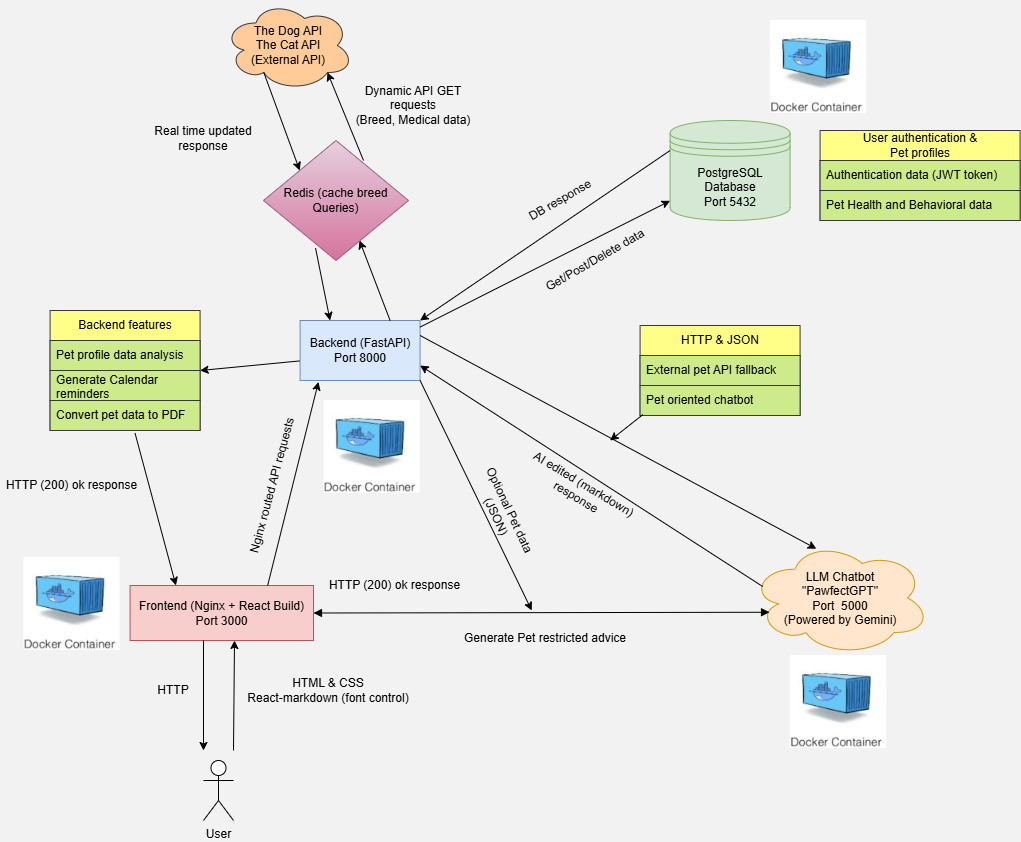 The Dog API
The Cat API
(External API)
Docker Container
Dynamic API GET
requests
(Breed, Medical data)
Real time updated
response
User authentication &
Pet profiles
Authentication data (JWT token)
Pet Health and Behavioral data
PostgreSQL
Database
Port 5432
Redis (cache breed
Queries)
DB response
Get/Post/Delete data
Backend features
Pet profile data analysis
Generate Calendar
reminders
Convert pet data to PDF
Backend (FastAPI)
Port 8000
HTTP & JSON
External pet API fallback
Pet oriented chatbot
Docker Container
Nginx routed API requests
HTTP (200) ok response
AI edited (markdown)
response
Optional Pet data
(JSON)
Docker Container
Frontend (Nginx + React Build)
Port 3000
HTTP (200) ok response
Generate Pet restricted advice
LLM Chatbot
"PawfectGPT"
Port 5000
(Powered by Gemini)
Docker Container
HTTP
HTML & CSS
React-markdown (font control)
User